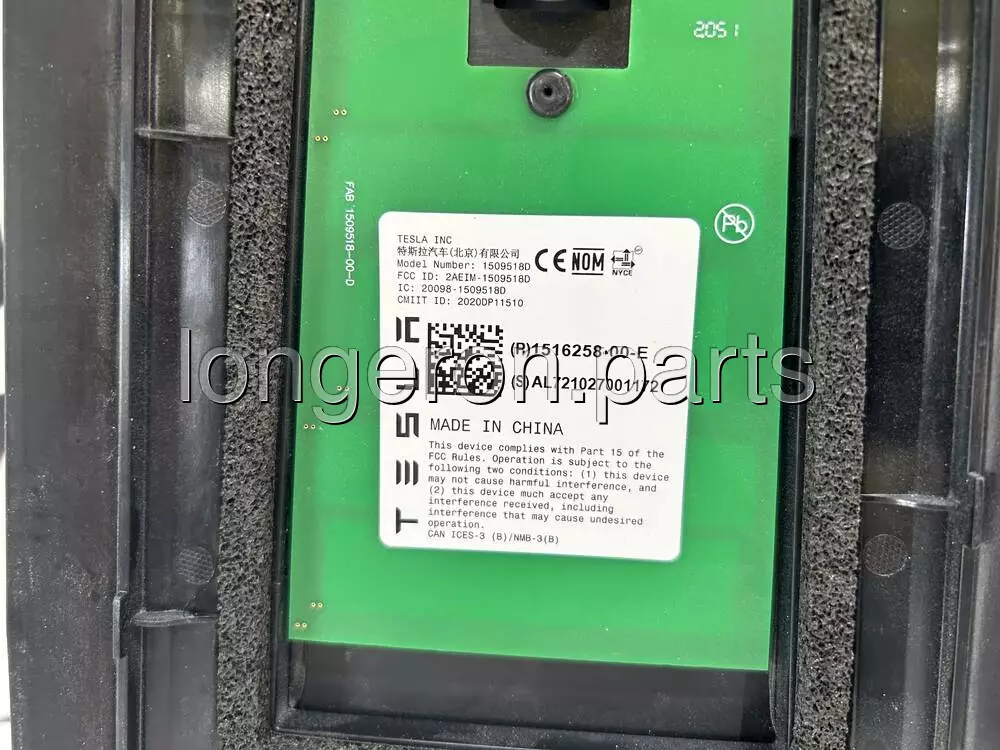 2051
FAB 1509518-00-D
Pb
TESLA INC
特斯拉汽车(北京)有限公司
Model Number: 1509518D
FCC ID: 2AEIM-1509518D
IC: 20098-1509518D
CMIIT ID: 2020DP11510
CE NOM NYCE
(P)1516258-00-E
(S)AL721027001172
longeron.parts
TESLA
MADE IN CHINA
This device complies with Part 15 of the
FCC Rules. Operation is subject to the
following two conditions: (1) this device
may not cause harmful interference, and
(2) this device much accept any
interference received, including
interference that may cause undesired
operation.
CAN ICES-3 (B)/NMB-3(B)